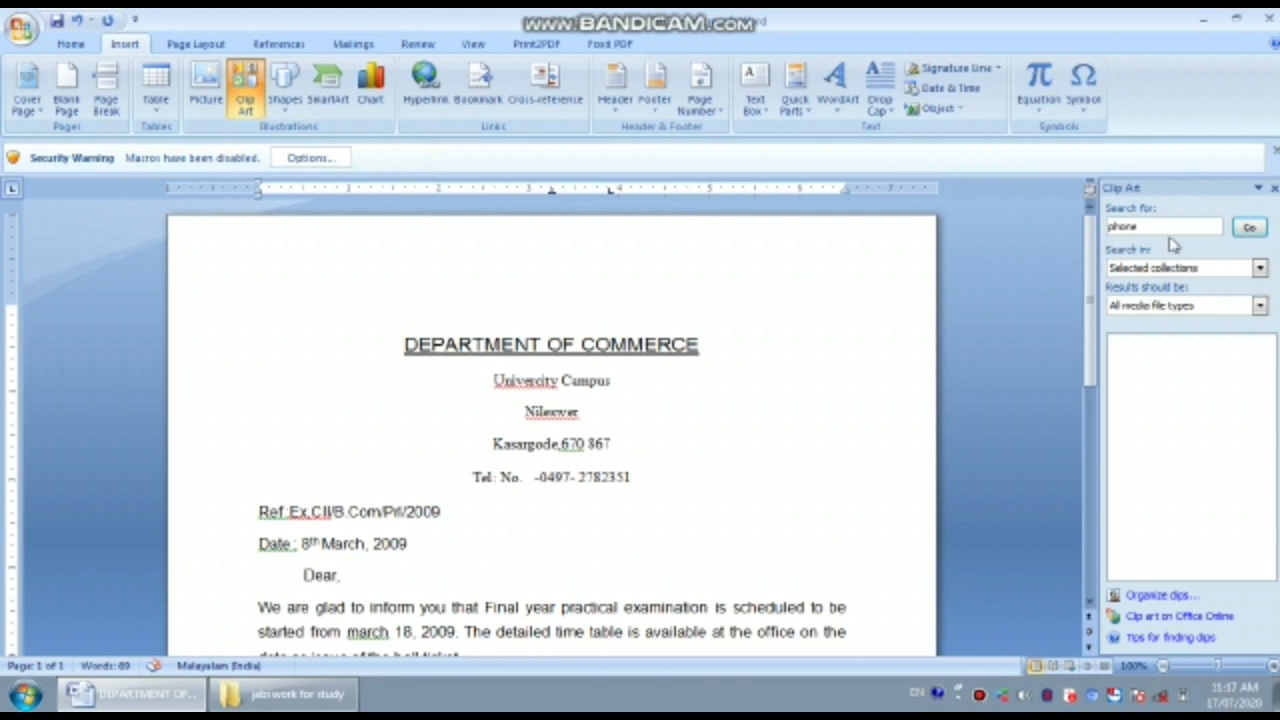 www.BANDICAM.com
Home Insert Page Layout References Mailings Review View Print2PDF Foxit PDF
Cover Page Blank Page Page Break Table Picture Clip Art Shapes SmartArt Chart Hyperlink Bookmark Cross-reference Header Footer Page Number Text Box Quick Parts WordArt Drop Cap Signature Line Date & Time Object Equation Symbol
Pages Tables Illustrations Links Header & Footer Text Symbols
Security Warning Macros have been disabled. Options...
Clip Art
Search for:
phone Go
Search in:
Selected collections
Results should be:
All media file types
DEPARTMENT OF COMMERCE
Univercity Campus
Nileswer
Kasargode,670 867
Tel: No. -0497- 2782351
Ref:Ex,CII/B.Com/Prl/2009
Date : 8th March, 2009
Dear,
We are glad to inform you that Final year practical examination is scheduled to be
started from march 18, 2009. The detailed time table is available at the office on the
Organize clips...
Clip art on Office Online
Tips for finding clips
Page: 1 of 1 Words: 69 Malayalam (India) 100%
DEPARTMENT OF... jabi work for study EN 11:17 AM
17/07/2020